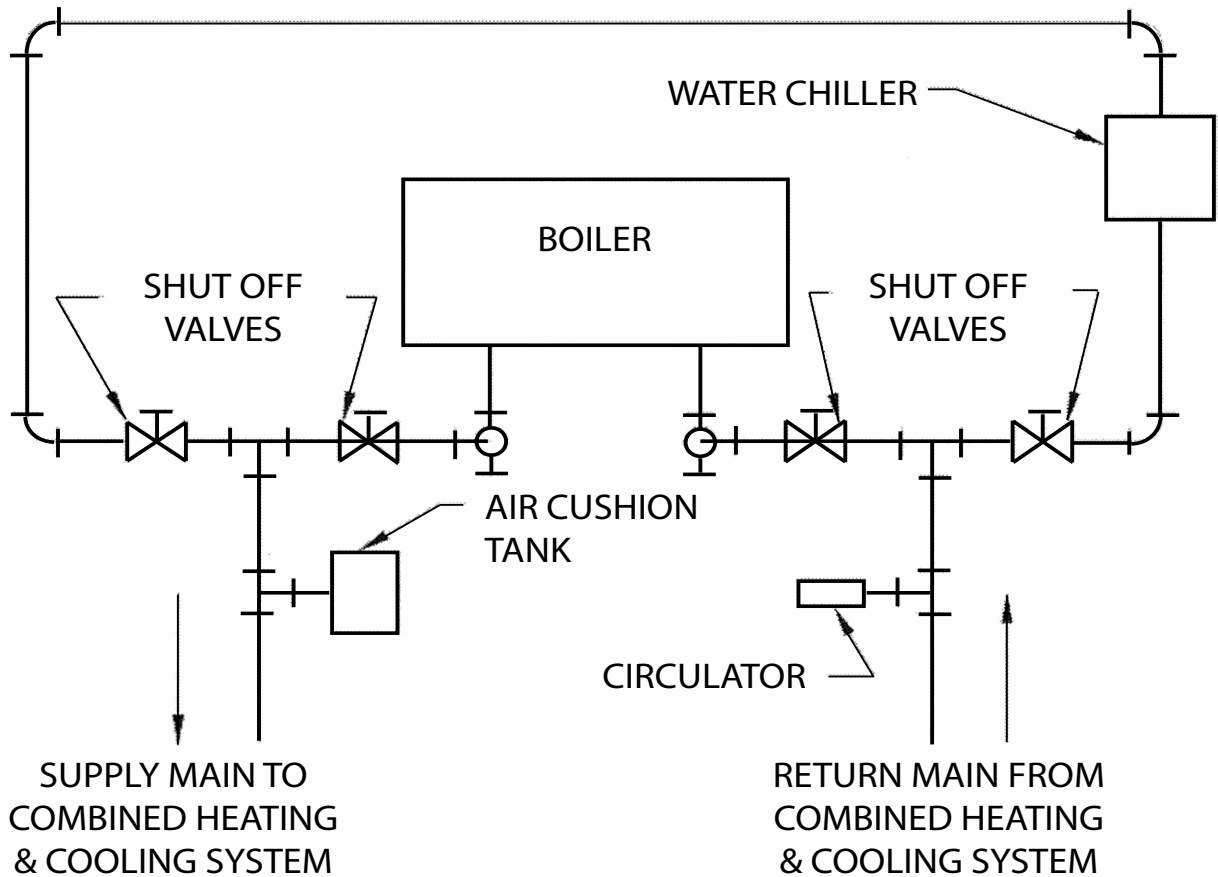 WATER CHILLER
BOILER
SHUT OFF
VALVES
SHUT OFF
VALVES
AIR CUSHION
TANK
CIRCULATOR
SUPPLY MAIN TO
COMBINED HEATING
& COOLING SYSTEM
RETURN MAIN FROM
COMBINED HEATING
& COOLING SYSTEM